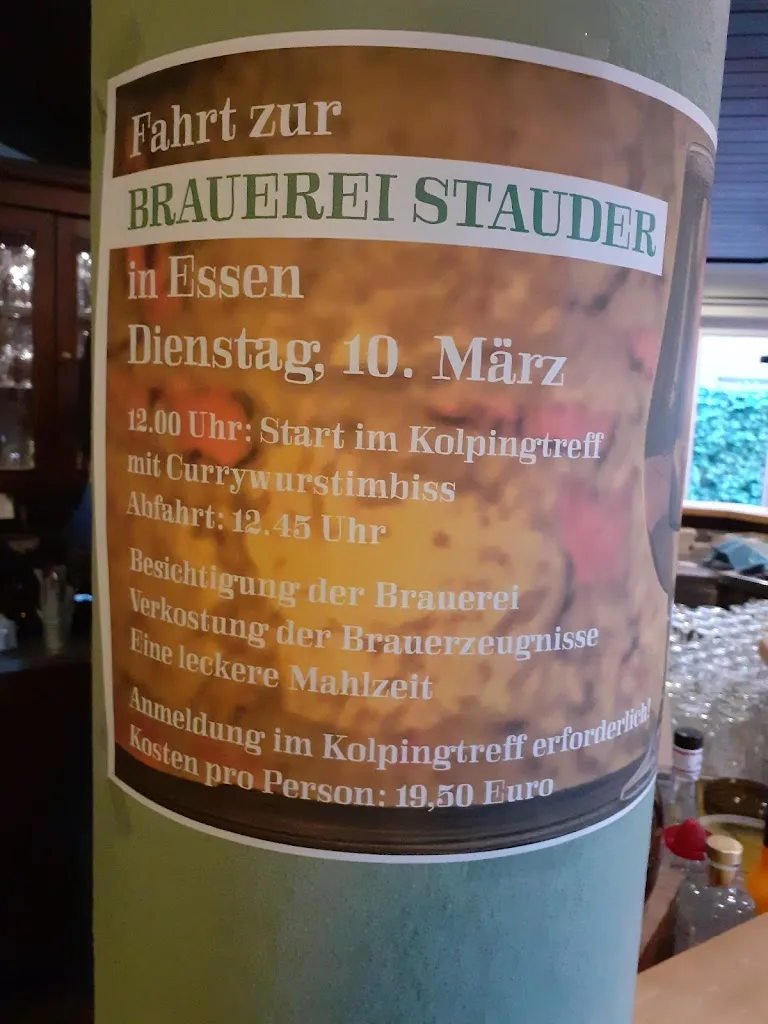 Fahrt zur
BRAUEREI STAUDER
in Essen
Dienstag, 10. März
12.00 Uhr: Start im Kolpingtreff
mit Currywurstimbiss
Abfahrt: 12.45 Uhr
Besichtigung der Brauerei
Verkostung der Brauerzeugnisse
Eine leckere Mahlzeit
Anmeldung im Kolpingtreff erforderlich!
Kosten pro Person: 19,50 Euro